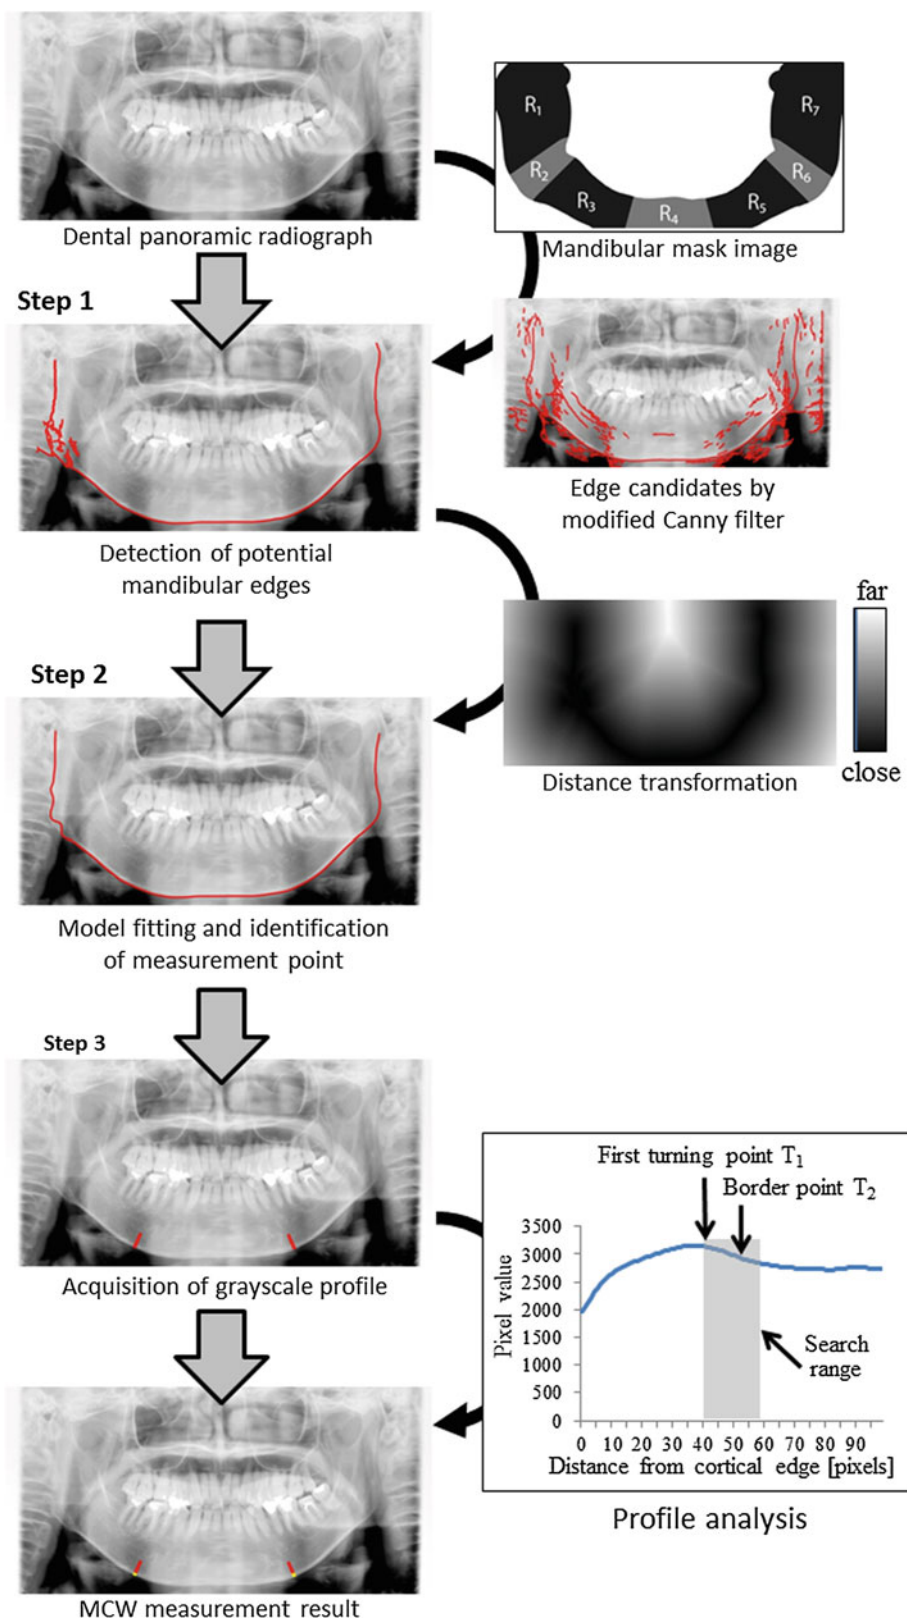 R1
R7
R2
R6
R3
R5
R4
Dental panoramic radiograph
Mandibular mask image
Step 1
Edge candidates by
modified Canny filter
Detection of potential
mandibular edges
far
close
Step 2
Distance transformation
Model fitting and identification
of measurement point
Step 3
First turning point T1
Border point T2
3500
3000
2500
2000
1500
1000
500
0
Pixel value
Search
range
0 10 20 30 40 50 60 70 80 90
Distance from cortical edge [pixels]
Acquisition of grayscale profile
Profile analysis
MCW measurement result